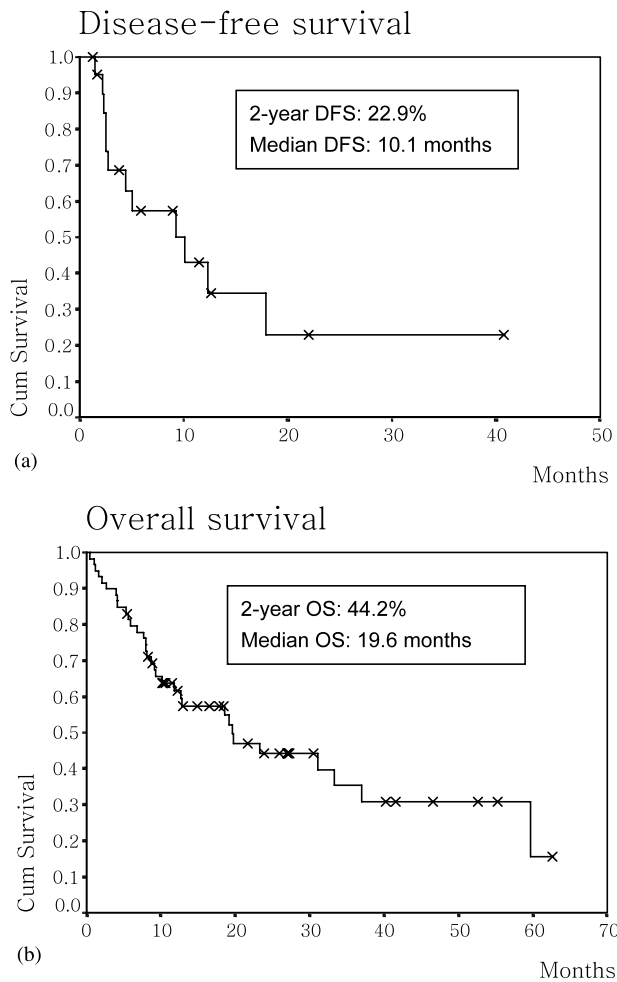 Disease-free survival
1.0
0.9
0.8
0.7
0.6
0.5
0.4
0.3
0.2
0.1
0.0
Cum Survival
2-year DFS: 22.9%
Median DFS: 10.1 months
0 10 20 30 40 50
Months
(a)
Overall survival
1.0
0.9
0.8
0.7
0.6
0.5
0.4
0.3
0.2
0.1
0.0
Cum Survival
2-year OS: 44.2%
Median OS: 19.6 months
0 10 20 30 40 50 60 70
Months
(b)